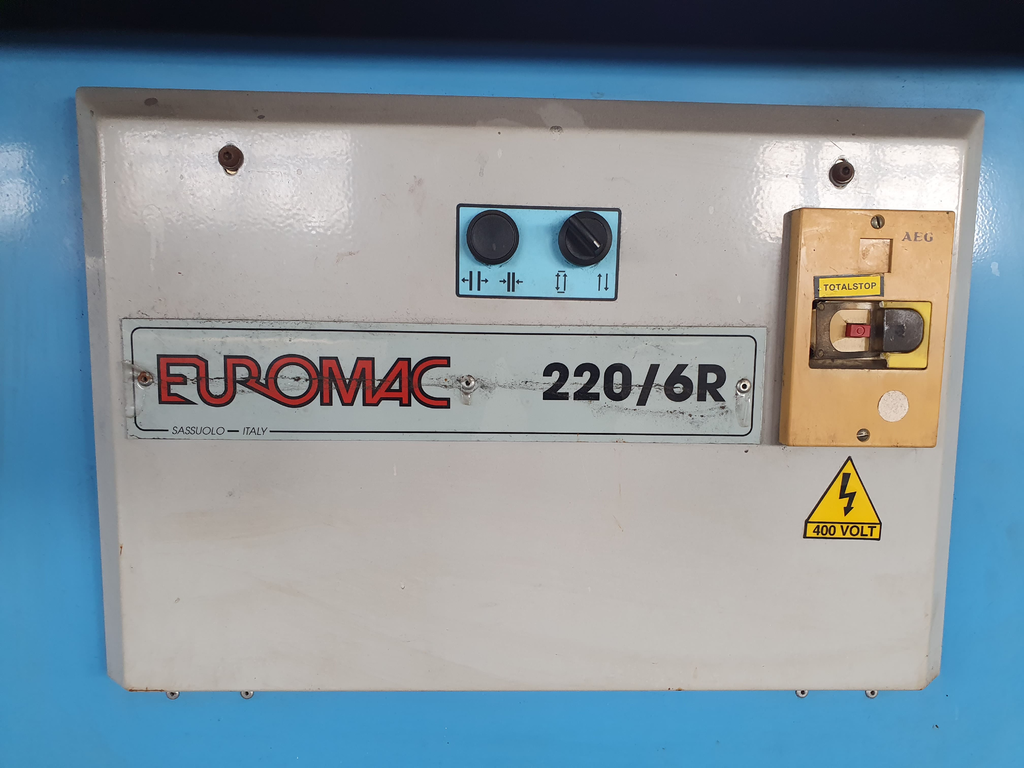 AEG
TOTALSTOP
EUROMAC 220/6R
SASSUOLO — ITALY
400 VOLT